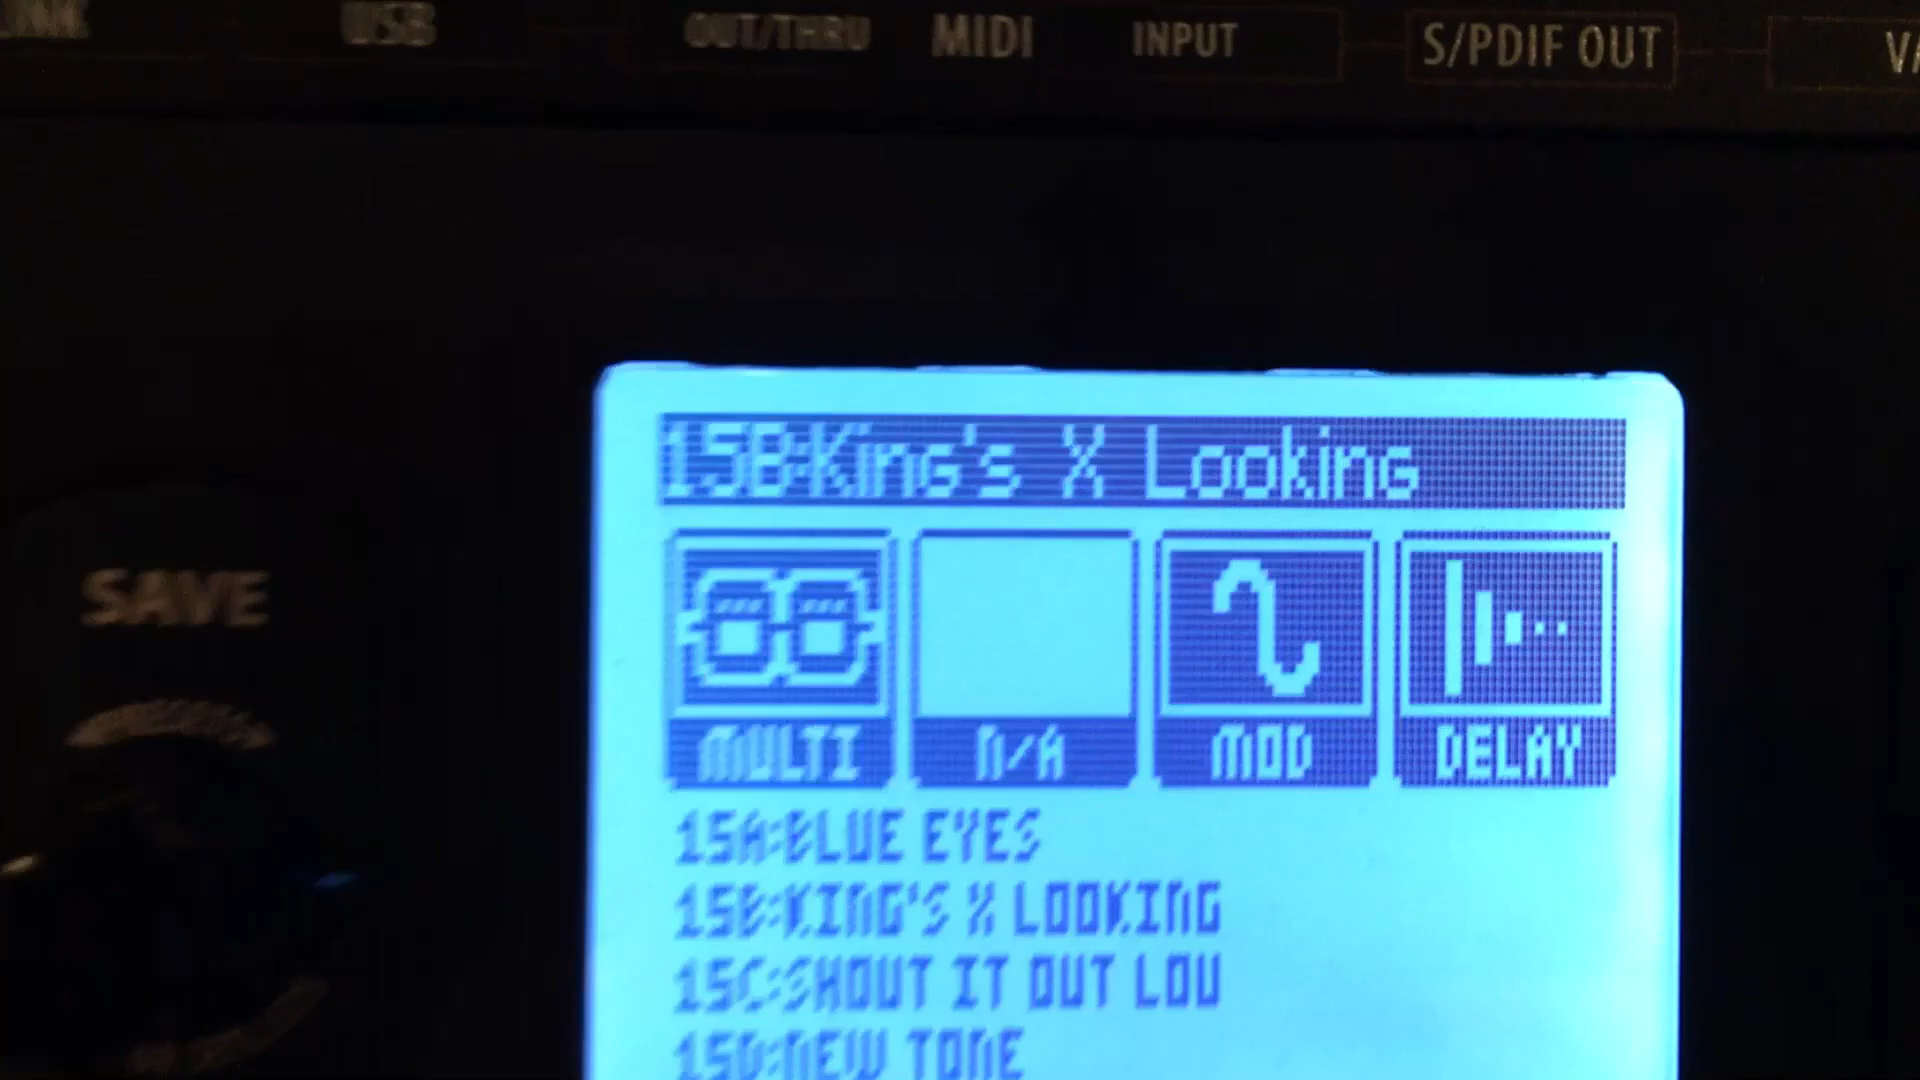 USB OUT/THRU MIDI INPUT S/PDIF OUT
15B:King's X Looking
SAVE
MULTI N/A MOD DELAY
15A:BLUE EYES
15B:KING'S X LOOKING
15C:SHOUT IT OUT LOU
15D:NEW TONE